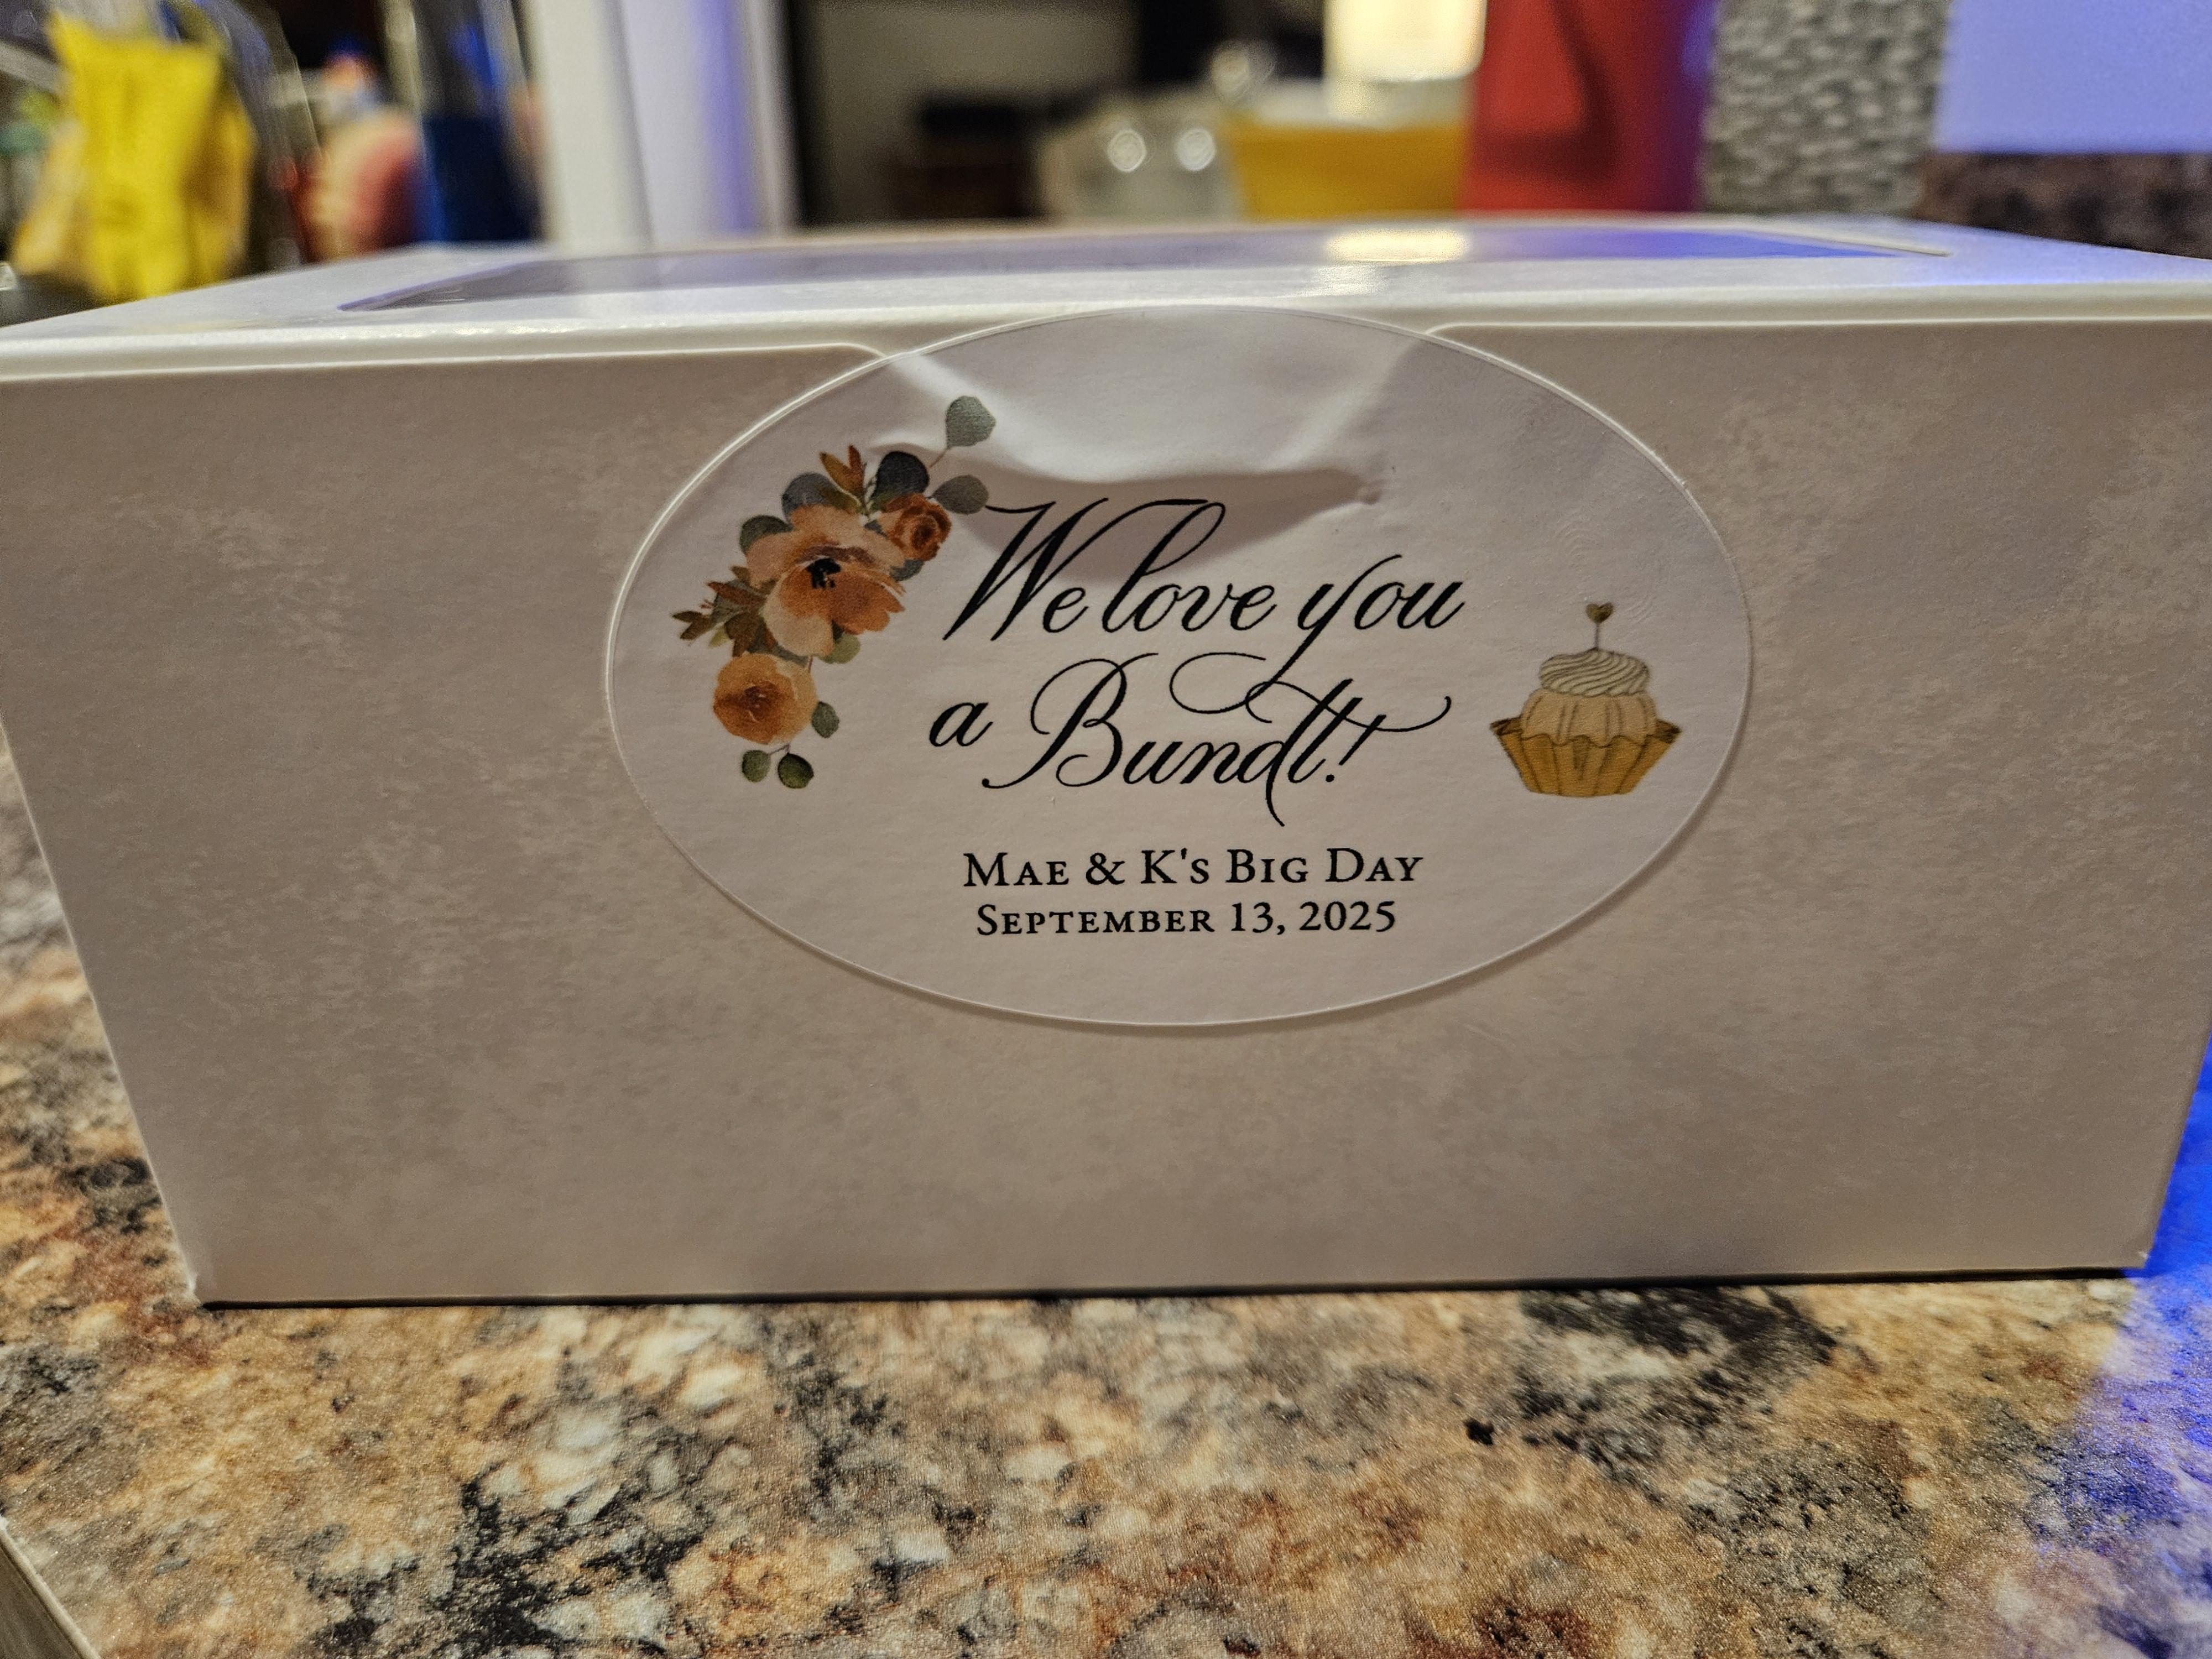 We love you
a Bundt!
Mae & K's Big Day
September 13, 2025